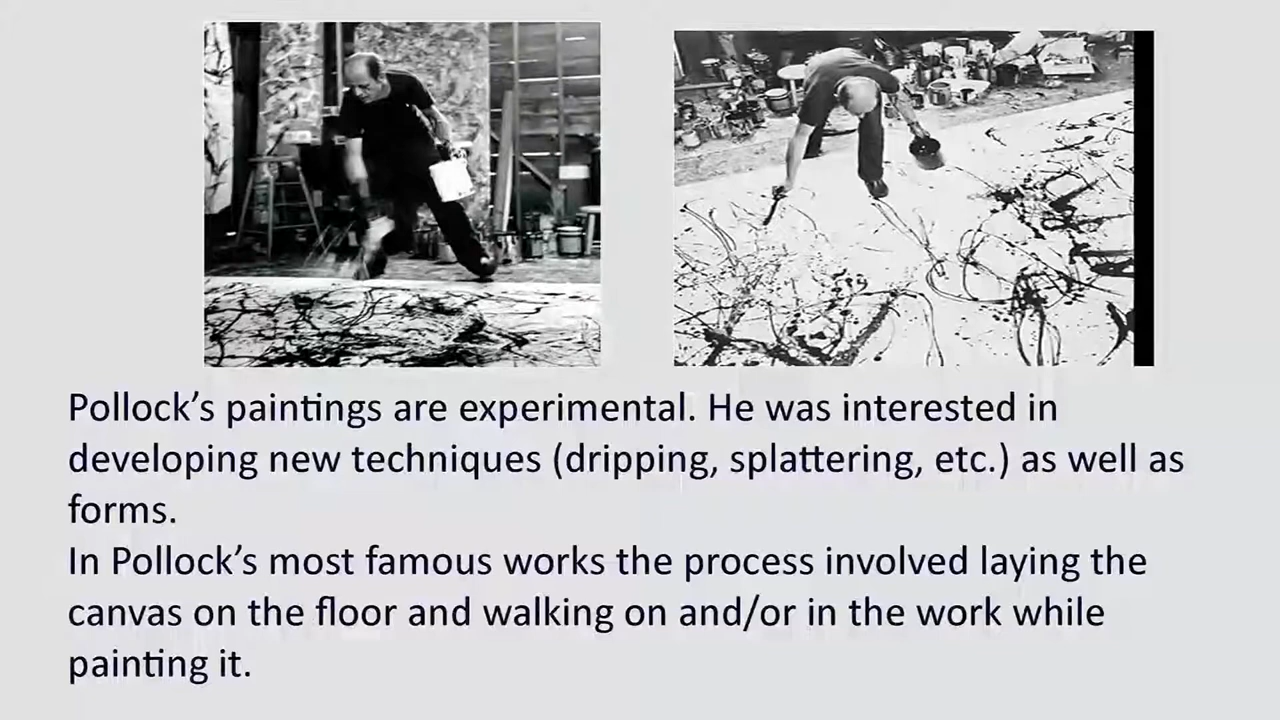 Pollock’s paintings are experimental. He was interested in
developing new techniques (dripping, splattering, etc.) as well as
forms.
In Pollock’s most famous works the process involved laying the
canvas on the floor and walking on and/or in the work while
painting it.